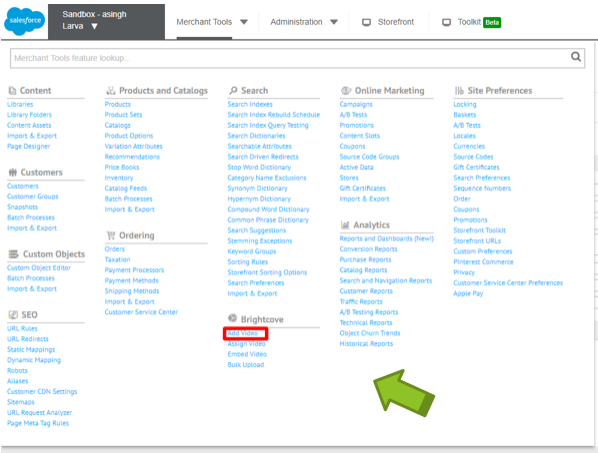 salesforce
Sandbox - asingh
Larva
Merchant Tools
Administration
Storefront
Toolkit Beta
Merchant Tools feature lookup...
Content
Libraries
Library Folders
Content Assets
Import & Export
Page Designer
Customers
Customers
Customer Groups
Snapshots
Batch Processes
Import & Export
Custom Objects
Custom Object Editor
Batch Processes
Import & Export
SEO
URL Rules
URL Redirects
Static Mappings
Dynamic Mapping
Robots
Aliases
Customer CDN Settings
Sitemaps
URL Request Analyzer
Page Meta Tag Rules
Products and Catalogs
Products
Product Sets
Catalogs
Product Options
Variation Attributes
Recommendations
Price Books
Inventory
Catalog Feeds
Batch Processes
Import & Export
Ordering
Orders
Taxation
Payment Processors
Payment Methods
Shipping Methods
Import & Export
Customer Service Center
Search
Search Indexes
Search Index Rebuild Schedule
Search Index Query Testing
Search Dictionaries
Searchable Attributes
Search Driven Redirects
Stop Word Dictionary
Category Name Exclusions
Synonym Dictionary
Hypernym Dictionary
Compound Word Dictionary
Common Phrase Dictionary
Search Suggestions
Stemming Exceptions
Keyword Groups
Sorting Rules
Storefront Sorting Options
Search Preferences
Import & Export
Brightcove
Add Video
Assign Video
Embed Video
Bulk Upload
Online Marketing
Campaigns
A/B Tests
Promotions
Content Slots
Coupons
Source Code Groups
Active Data
Stores
Gift Certificates
Import & Export
Analytics
Reports and Dashboards (New!)
Conversion Reports
Purchase Reports
Catalog Reports
Search and Navigation Reports
Customer Reports
Traffic Reports
A/B Testing Reports
Technical Reports
Object Churn Trends
Historical Reports
Site Preferences
Locking
Baskets
A/B Tests
Locales
Currencies
Source Codes
Gift Certificates
Search Preferences
Sequence Numbers
Order
Coupons
Promotions
Storefront Toolkit
Storefront URLs
Custom Preferences
Pinterest Commerce
Privacy
Customer Service Center Preferences
Apple Pay